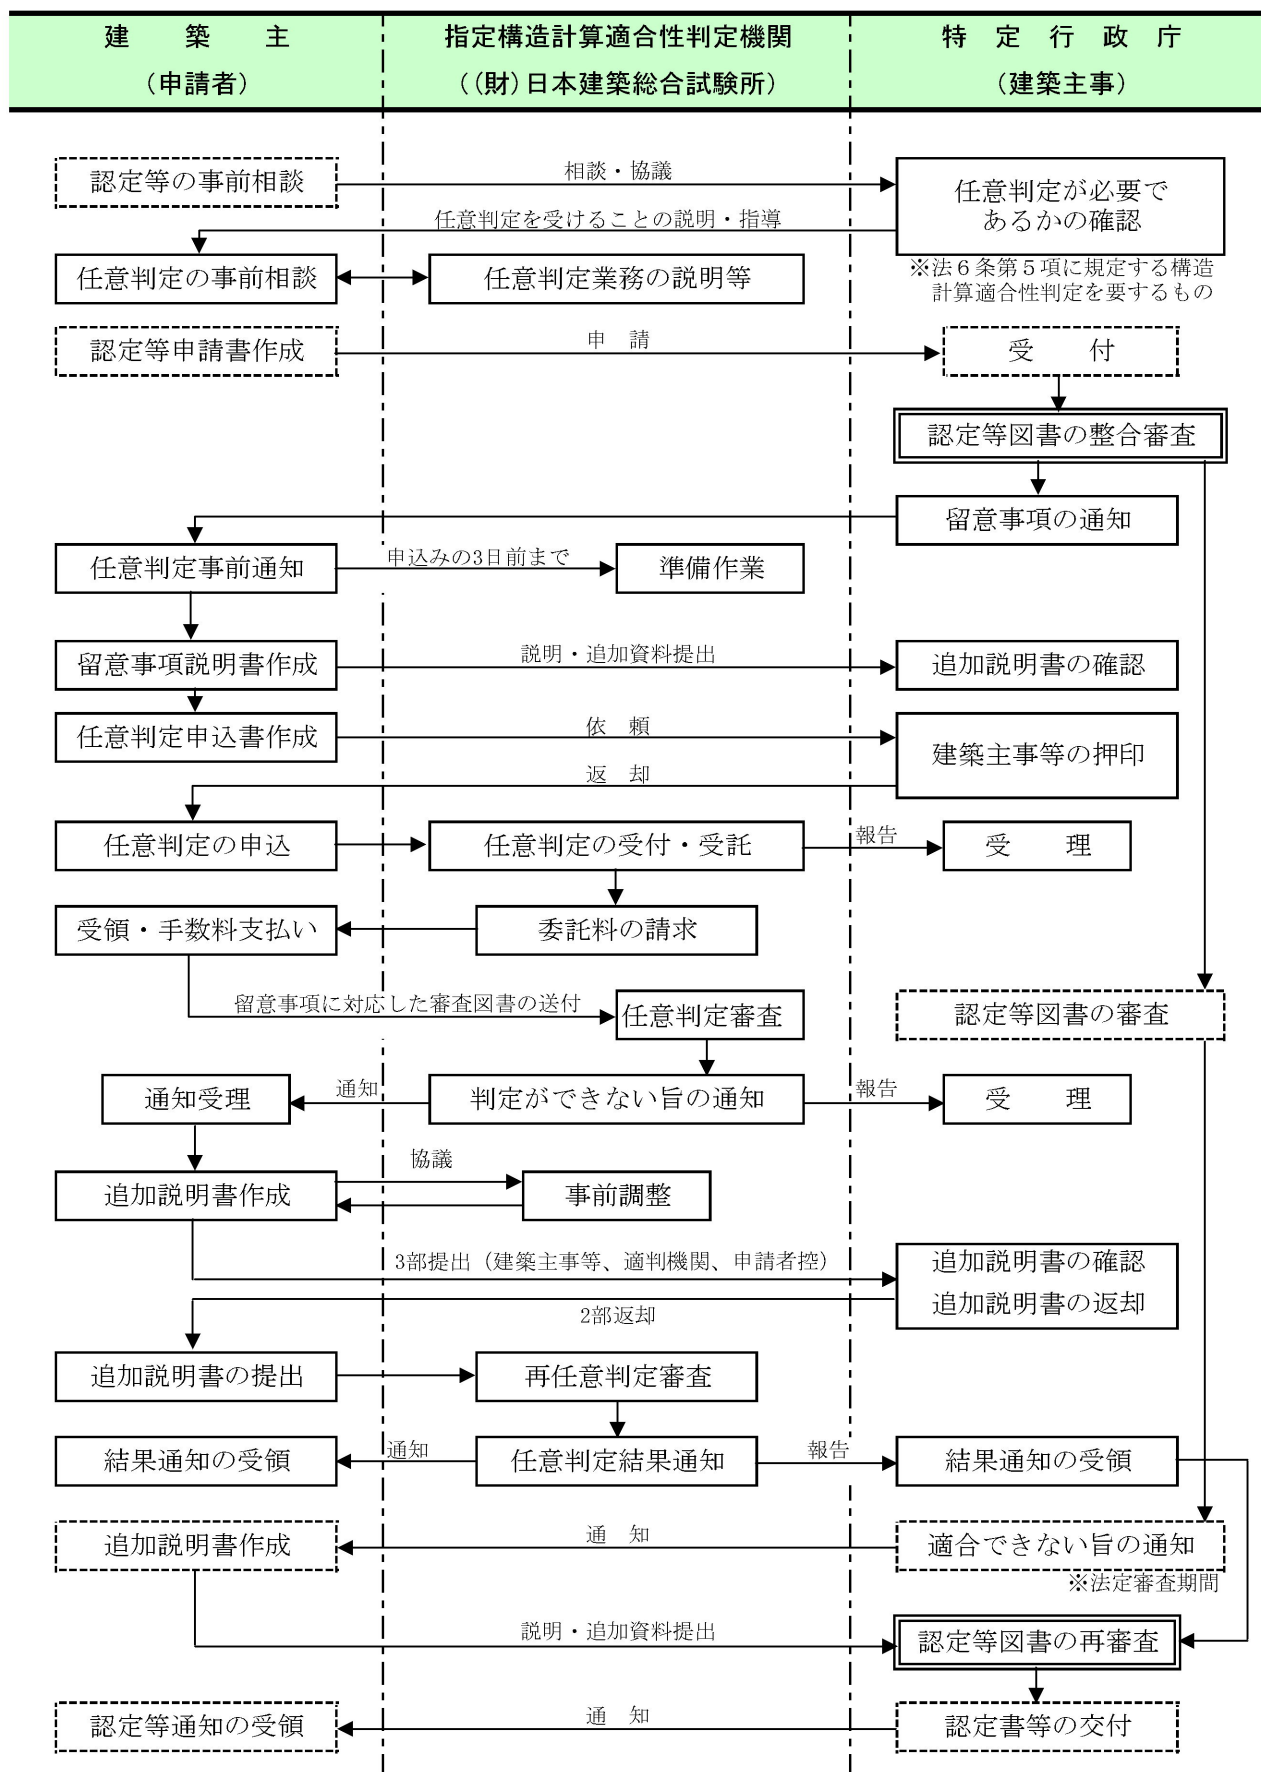 建　築　主
指定構造計算適合性判定機関
特　定　行　政　庁
（申請者）
（(財)日本建築総合試験所）
（建築主事）
認定等の事前相談
相談・協議
任意判定が必要で
あるかの確認
任意判定を受けることの説明・指導
任意判定の事前相談
任意判定業務の説明等
※法６条第５項に規定する構造
計算適合性判定を要するもの
認定等申請書作成
申　請
受　　付
認定等図書の整合審査
留意事項の通知
任意判定事前通知
申込みの3日前まで
準備作業
留意事項説明書作成
説明・追加資料提出
追加説明書の確認
任意判定申込書作成
依　頼
建築主事等の押印
返　却
任意判定の申込
任意判定の受付・受託
報告
受　　理
受領・手数料支払い
委託料の請求
留意事項に対応した審査図書の送付
任意判定審査
認定等図書の審査
通知受理
通知
判定ができない旨の通知
報告
受　　理
追加説明書作成
協議
事前調整
3部提出（建築主事等、適判機関、申請者控）
追加説明書の確認
追加説明書の返却
2部返却
追加説明書の提出
再任意判定審査
結果通知の受領
通知
任意判定結果通知
報告
結果通知の受領
追加説明書作成
通　知
適合できない旨の通知
※法定審査期間
説明・追加資料提出
認定等図書の再審査
認定等通知の受領
通　知
認定書等の交付